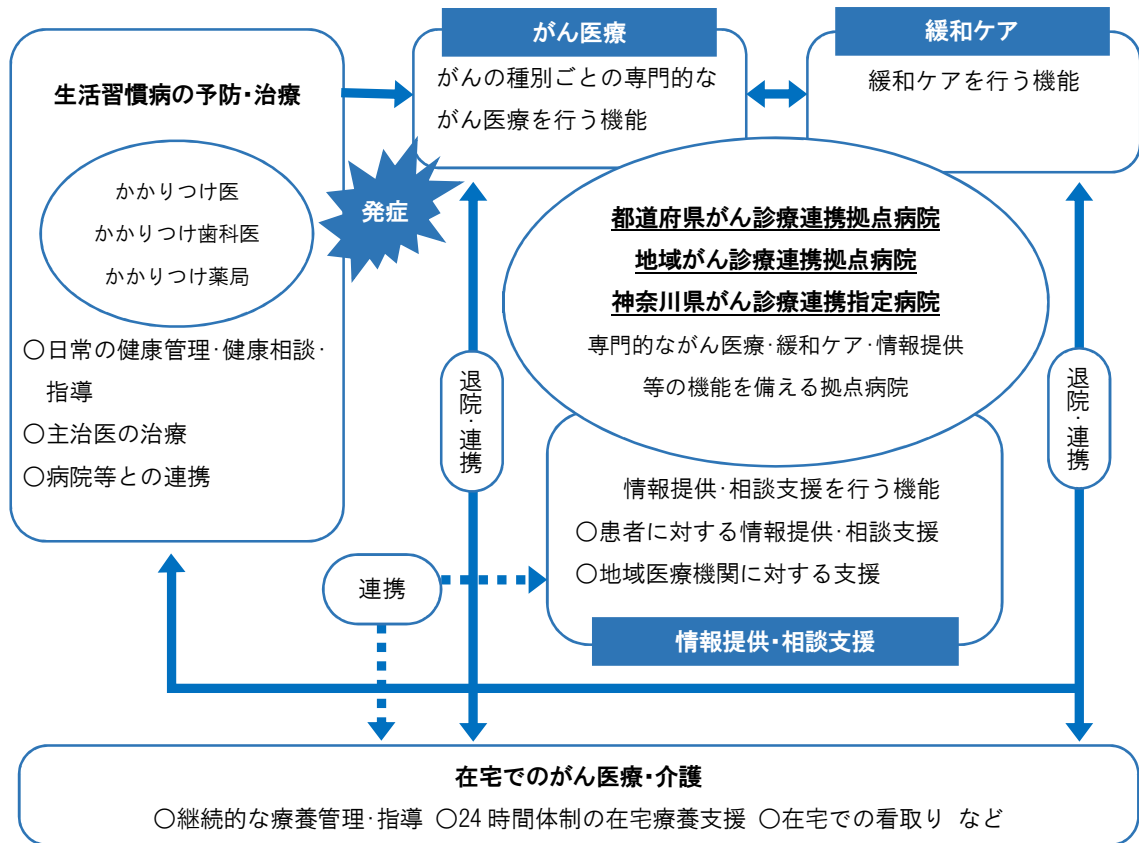 がん医療
緩和ケア
生活習慣病の予防・治療
がんの種別ごとの専門的な
がん医療を行う機能
緩和ケアを行う機能
かかりつけ医
かかりつけ歯科医
かかりつけ薬局
発症
都道府県がん診療連携拠点病院
地域がん診療連携拠点病院
神奈川県がん診療連携指定病院
専門的ながん医療・緩和ケア・情報提供
等の機能を備える拠点病院
〇日常の健康管理・健康相談・
指導
〇主治医の治療
〇病院等との連携
退院・連携
退院・連携
情報提供・相談支援を行う機能
〇患者に対する情報提供・相談支援
〇地域医療機関に対する支援
連携
情報提供・相談支援
在宅でのがん医療・介護
〇継続的な療養管理・指導 〇24時間体制の在宅療養支援 〇在宅での看取り など